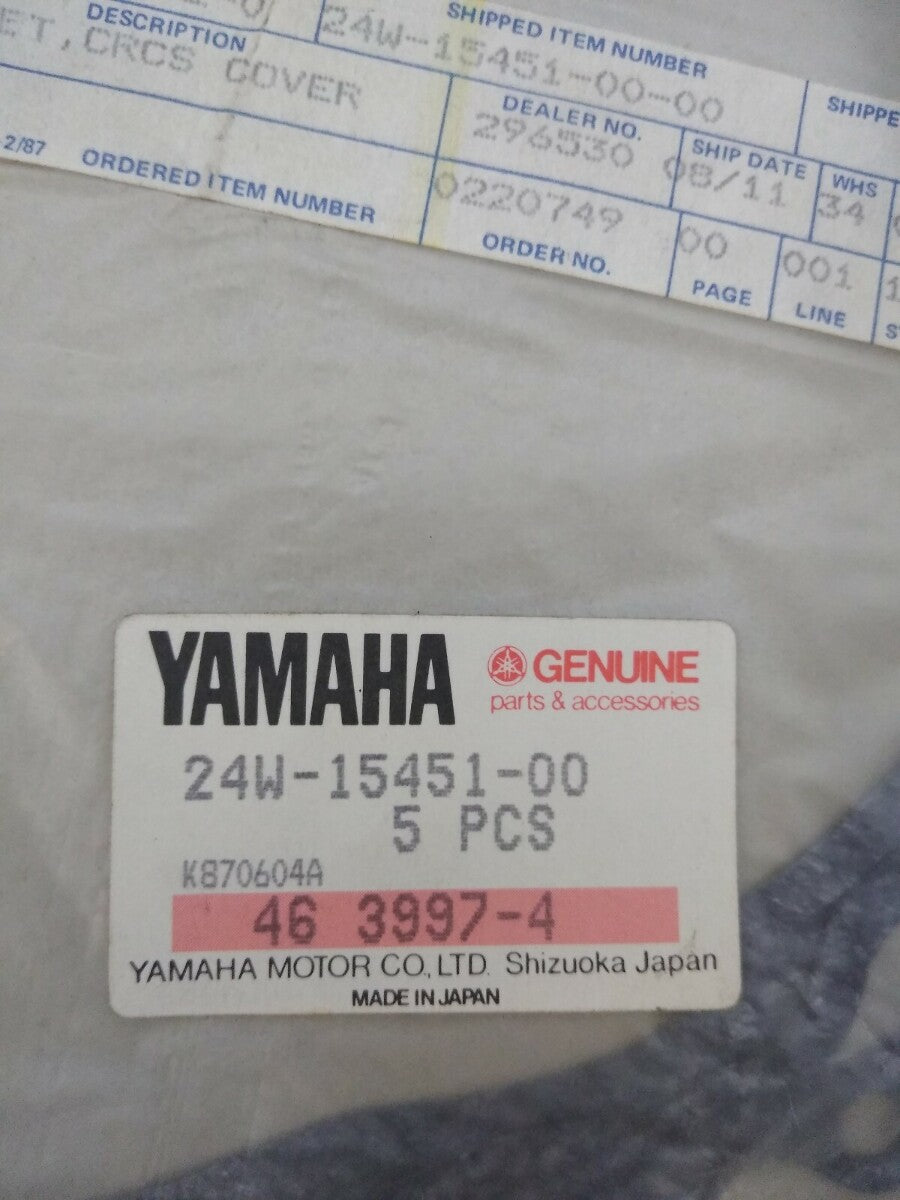 SHIPPED ITEM NUMBER
24W-15451-00-00
SHIPPE
DESCRIPTION
ET,CRCS COVER
DEALER NO.
296530
SHIP DATE
08/11
WHS
34
2/87
ORDERED ITEM NUMBER
0220749
ORDER NO.
00
PAGE
001
LINE
YAMAHA
GENUINE
parts & accessories
24W-15451-00
5 PCS
K870604A
46 3997-4
YAMAHA MOTOR CO.,LTD. Shizuoka Japan
MADE IN JAPAN